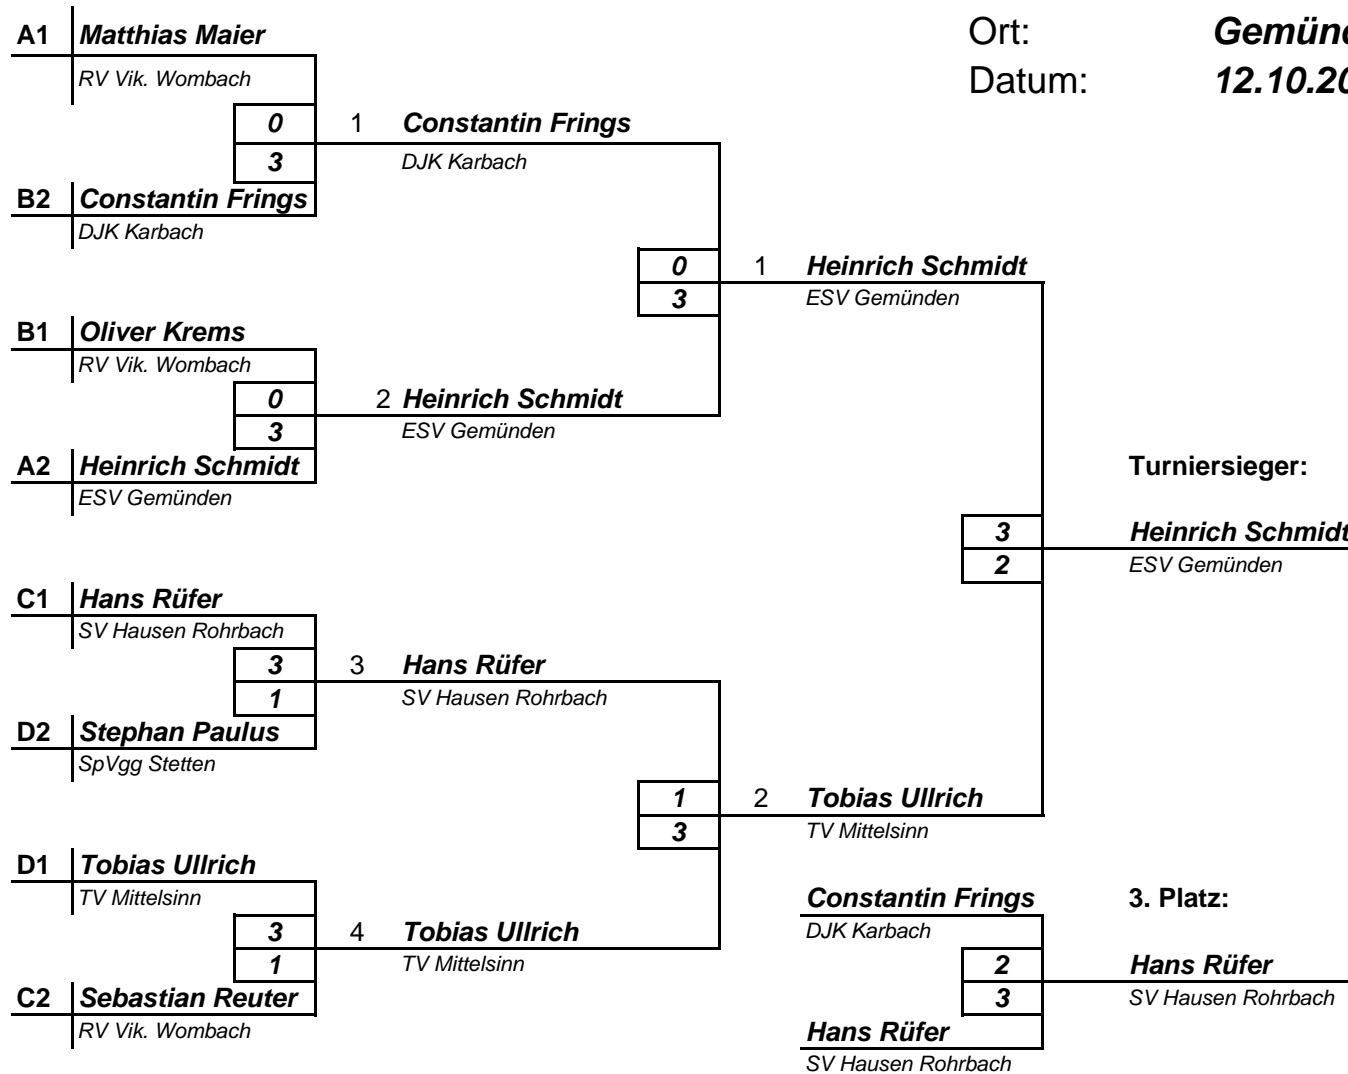 A1 Matthias Maier Ort:
RV Vik. Wombach Datum:
0 1 Constantin Frings
3 DJK Karbach
B2 Constantin Frings
DJK Karbach
0 1 Heinrich Schmidt
3 ESV Gemünden
B1 Oliver Krems
RV Vik. Wombach
0 2 Heinrich Schmidt
3 ESV Gemünden
A2 Heinrich Schmidt Turniersieger:
ESV Gemünden
3 Heinrich Schmidt
2 ESV Gemünden
C1 Hans Rüfer
SV Hausen Rohrbach
3 3 Hans Rüfer
1 SV Hausen Rohrbach
D2 Stephan Paulus
SpVgg Stetten
1 2 Tobias Ullrich
3 TV Mittelsinn
D1 Tobias Ullrich
TV Mittelsinn Constantin Frings 3. Platz:
3 4 Tobias Ullrich DJK Karbach
1 TV Mittelsinn 2 Hans Rüfer
C2 Sebastian Reuter 3 SV Hausen Rohrbach
RV Vik. Wombach Hans Rüfer
SV Hausen Rohrbach